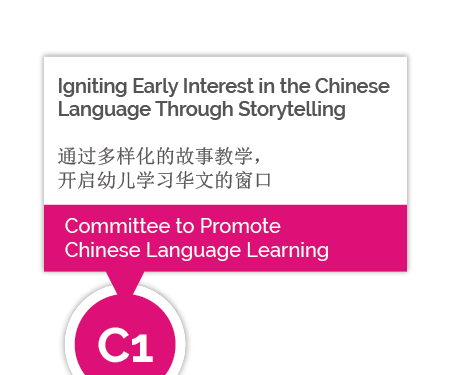 Igniting Early Interest in the Chinese
Language Through Storytelling
通过多样化的故事教学，
开启幼儿学习华文的窗口
Committee to Promote
Chinese Language Learning
C1